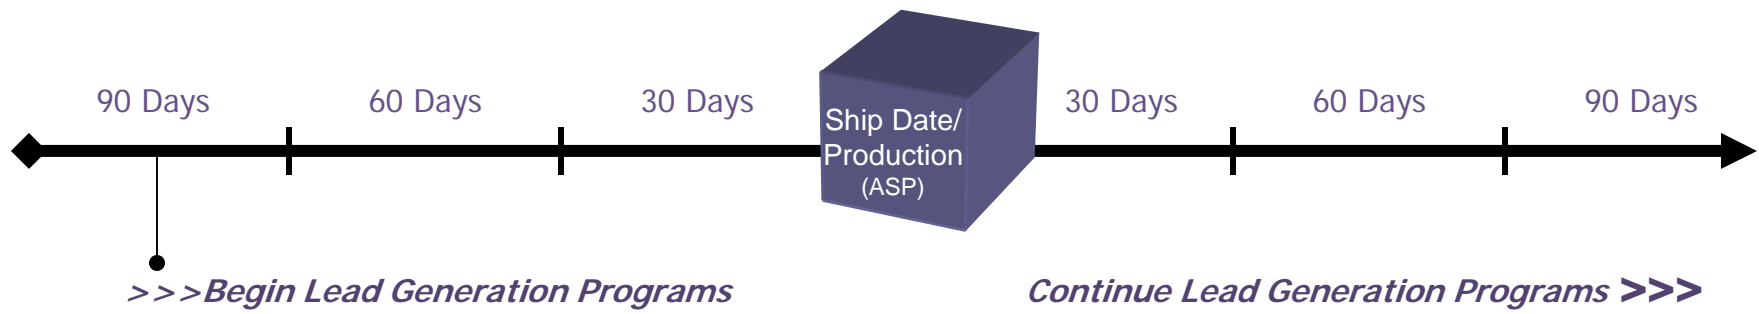 90 Days 60 Days 30 Days 30 Days 60 Days 90 Days
Ship Date/
Production
(ASP)
>>>Begin Lead Generation Programs Continue Lead Generation Programs >>>